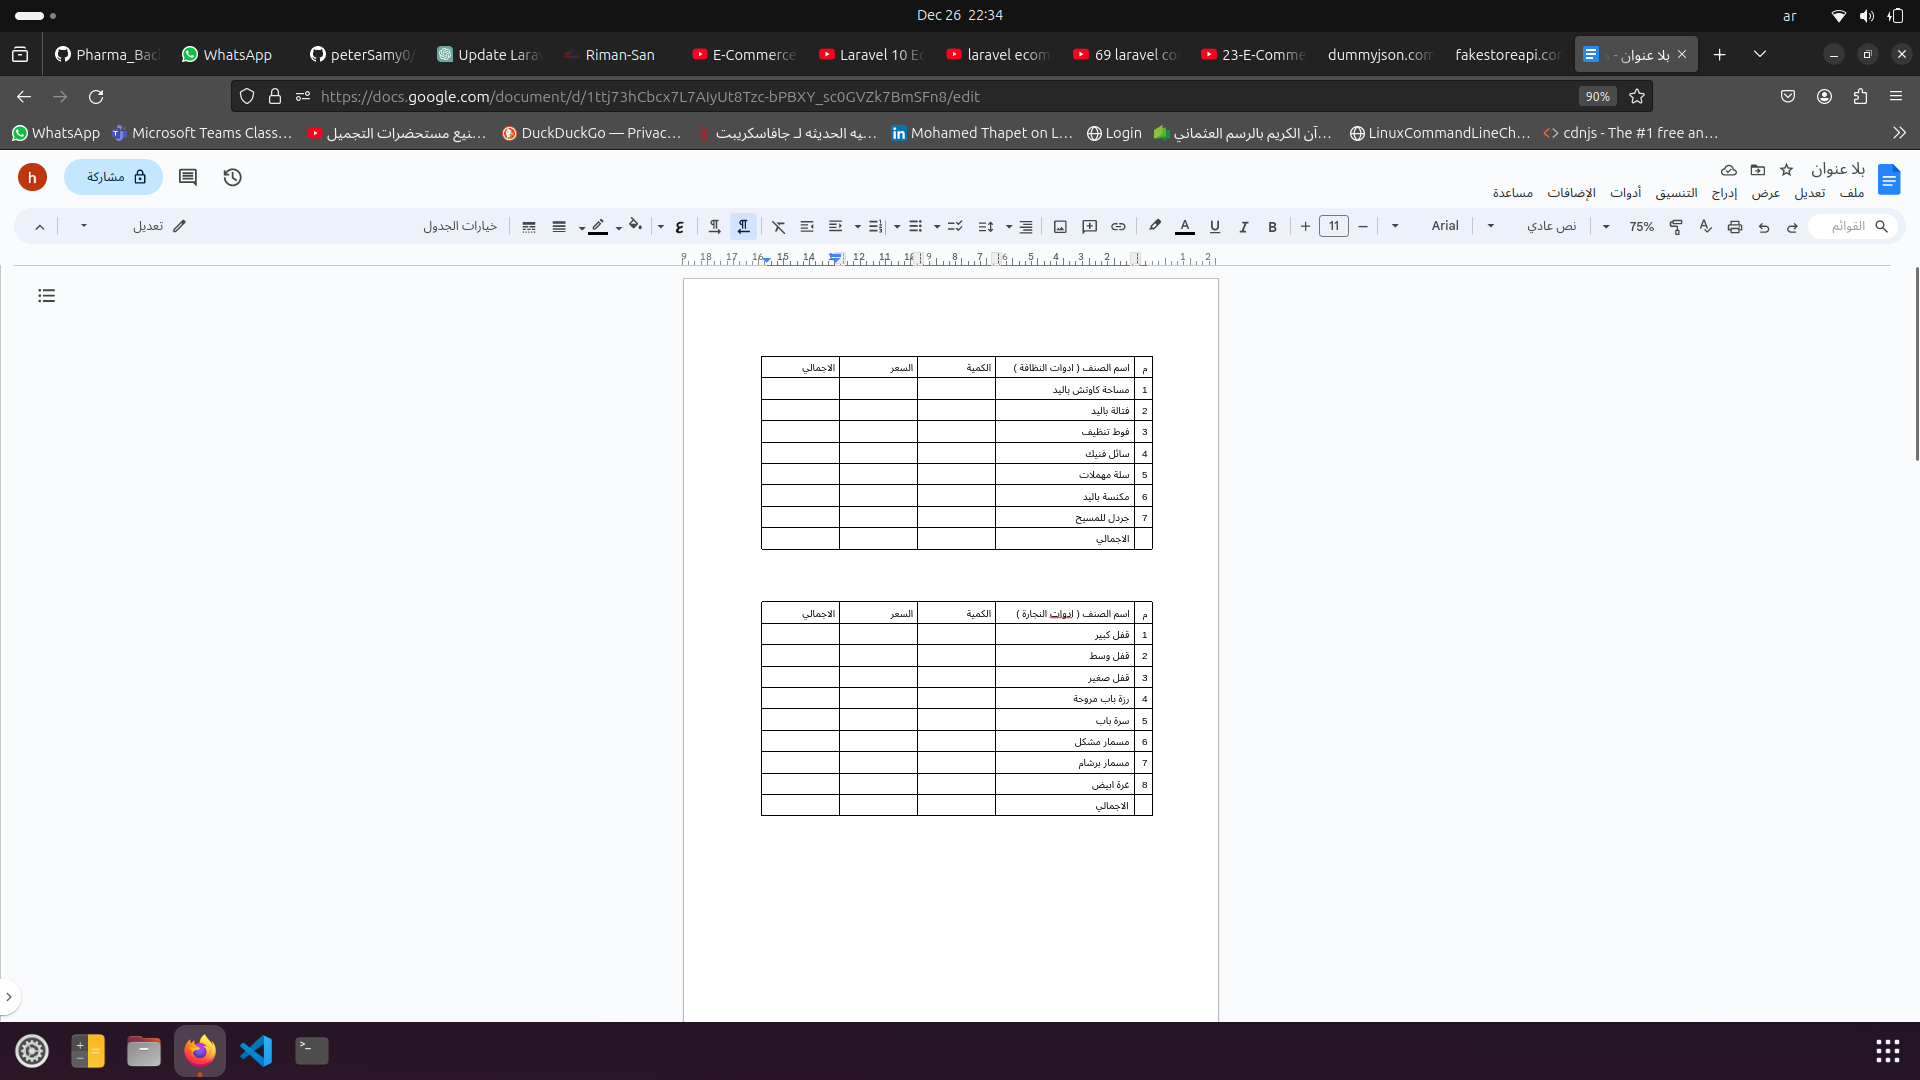 Dec 26 22:34
ar
Pharma_Bac
WhatsApp
peterSamy0/
Update Larav
Riman-San
E-Commerce
Laravel 10 Ec
laravel ecom
69 laravel co
23-E-Comme
dummyjson.com
fakestoreapi.com
بلا عنوان -
https://docs.google.com/document/d/1ttj73hCbcx7L7AIyUt8Tzc-bPBXY_sc0GVZk7BmSFn8/edit
90%
WhatsApp
Microsoft Teams Class…
نيع مستحضرات التجميل…
DuckDuckGo — Privac…
يه الحديثه لـ جافاسكريبت…
Mohamed Thapet on L…
Login
آن الكريم بالرسم العثماني…
LinuxCommandLineCh…
cdnjs - The #1 free an…
بلا عنوان
h
مشاركة
ملف تعديل عرض إدراج التنسيق أدوات الإضافات مساعدة
القوائم
75%
نص عادي
Arial
11
خيارات الجدول
تعديل
م اسم الصنف ( ادوات النظافة ) الكمية السعر الاجمالي
1 مساحة كاوتش باليد
2 فتالة باليد
3 فوط تنظيف
4 سائل فنيك
5 سلة مهملات
6 مكنسة باليد
7 جردل للمسيح
الاجمالي
م اسم الصنف ( ادوات النجارة ) الكمية السعر الاجمالي
1 قفل كبير
2 قفل وسط
3 قفل صغير
4 رزة باب مروحة
5 سرة باب
6 مسمار مشكل
7 مسمار برشام
8 غرة ابيض
الاجمالي